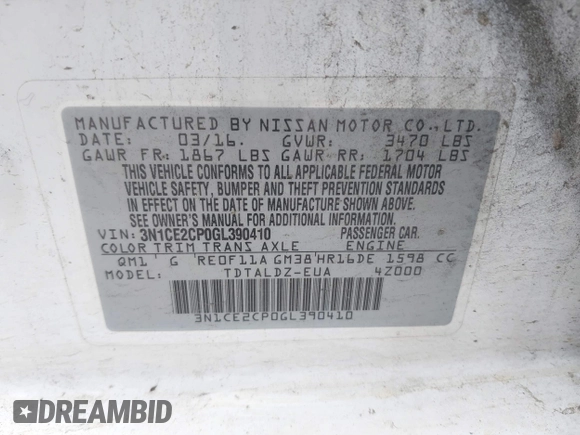 MANUFACTURED BY NISSAN MOTOR CO., LTD.
DATE: 03/16. GVWR: 3470 LBS
GAWR FR: 1867 LBS GAWR RR: 1704 LBS
THIS VEHICLE CONFORMS TO ALL APPLICABLE FEDERAL MOTOR
VEHICLE SAFETY, BUMPER AND THEFT PREVENTION STANDARDS
IN EFFECT ON THE DATE OF MANUFACTURE SHOWN ABOVE.
SEE OWNER'S MANUAL FOR ADDITIONAL INFORMATION
VIN: 3N1CE2CP0GL390410 PASSENGER CAR.
COLOR TRIM TRANS AXLE ENGINE
QM1 G RE0F11A GM38 HR16DE 1598 CC
MODEL: TDTALDZ-EUA 4Z000
3N1CE2CP0GL390410
DREAMBID